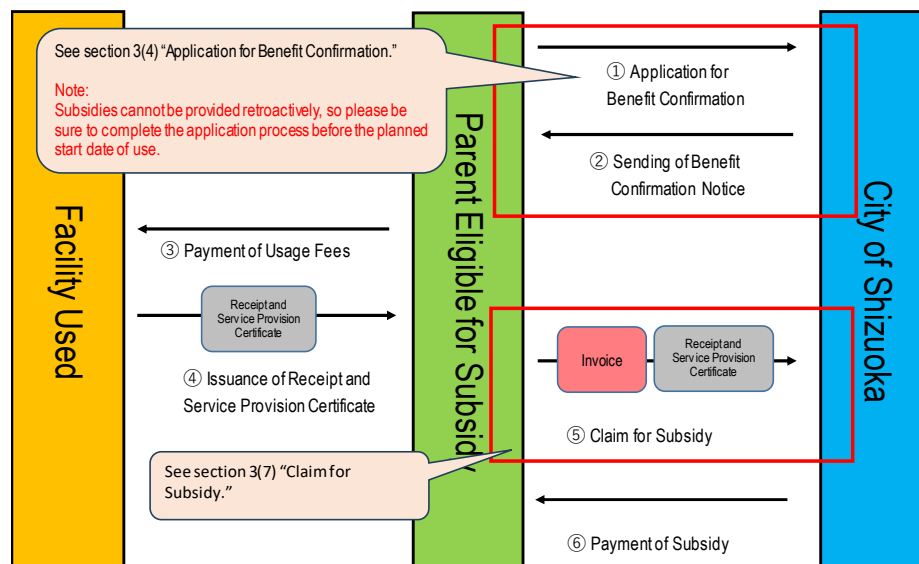 See section 3(4) “Application for Benefit Confirmation.”
Note:
Subsidies cannot be provided retroactively, so please be
sure to complete the application process before the planned
start date of use.
① Application for
Benefit Confirmation
② Sending of Benefit
Confirmation Notice
Facility Used
Parent Eligible for Subsidy
City of Shizuoka
③ Payment of Usage Fees
Receipt and
Service Provision
Certificate
④ Issuance of Receipt and
Service Provision Certificate
Invoice
Receipt and
Service Provision
Certificate
⑤ Claim for Subsidy
See section 3(7) “Claim for
Subsidy.”
⑥ Payment of Subsidy